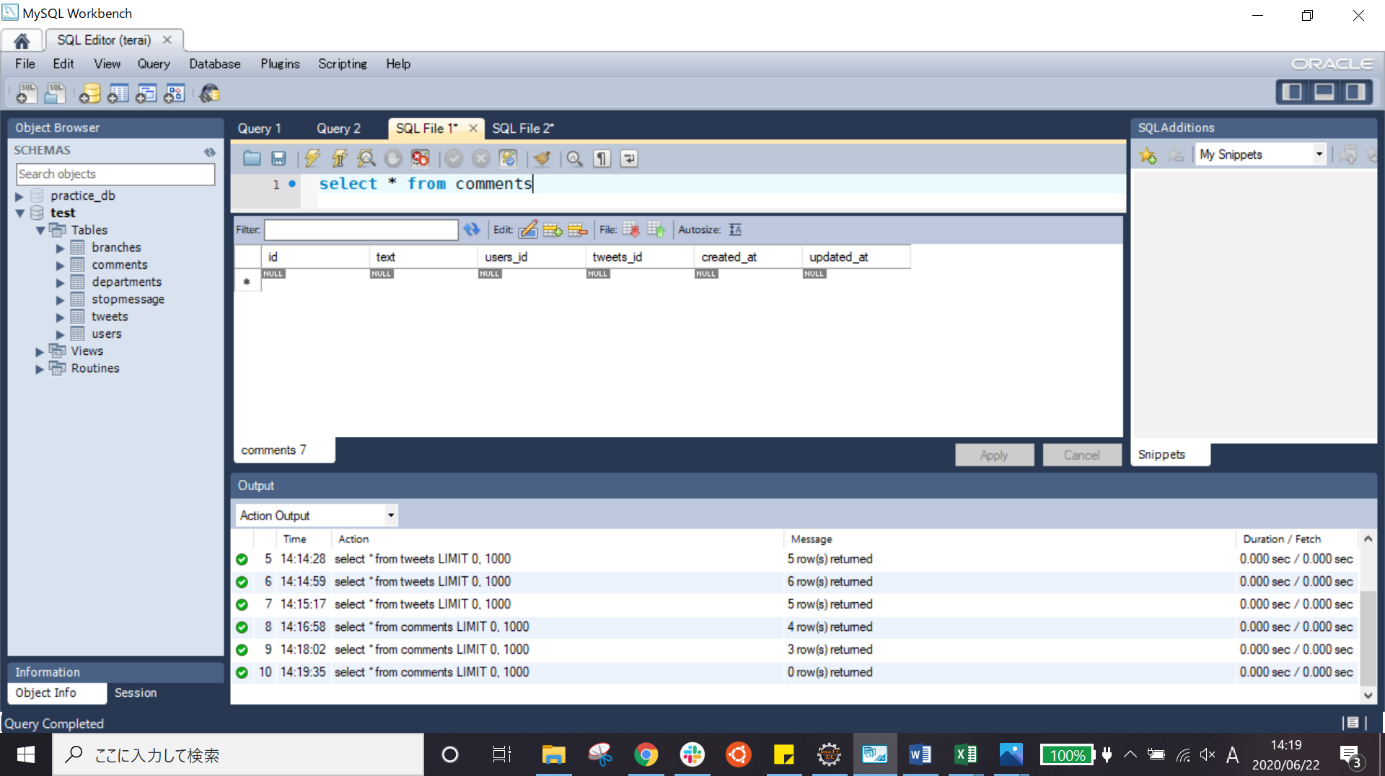 MySQL Workbench
SQL Editor (terai)
File Edit View Query Database Plugins Scripting Help
ORACLE
Object Browser
SCHEMAS
Search objects
practice_db
test
Tables
branches
comments
departments
stopmessage
tweets
users
Views
Routines
Information
Object Info Session
Query 1 Query 2 SQL File 1* SQL File 2*
1 select * from comments
Filter: Edit: File: Autosize:
id text users_id tweets_id created_at updated_at
NULL NULL NULL NULL NULL NULL
comments 7
Apply Cancel
SQLAdditions
My Snippets
Snippets
Output
Action Output
Time Action Message Duration / Fetch
5 14:14:28 select * from tweets LIMIT 0, 1000 5 row(s) returned 0.000 sec / 0.000 sec
6 14:14:59 select * from tweets LIMIT 0, 1000 6 row(s) returned 0.000 sec / 0.000 sec
7 14:15:17 select * from tweets LIMIT 0, 1000 5 row(s) returned 0.000 sec / 0.000 sec
8 14:16:58 select * from comments LIMIT 0, 1000 4 row(s) returned 0.000 sec / 0.000 sec
9 14:18:02 select * from comments LIMIT 0, 1000 3 row(s) returned 0.000 sec / 0.000 sec
10 14:19:35 select * from comments LIMIT 0, 1000 0 row(s) returned 0.000 sec / 0.000 sec
Query Completed
ここに入力して検索
100%
A
14:19
2020/06/22
3